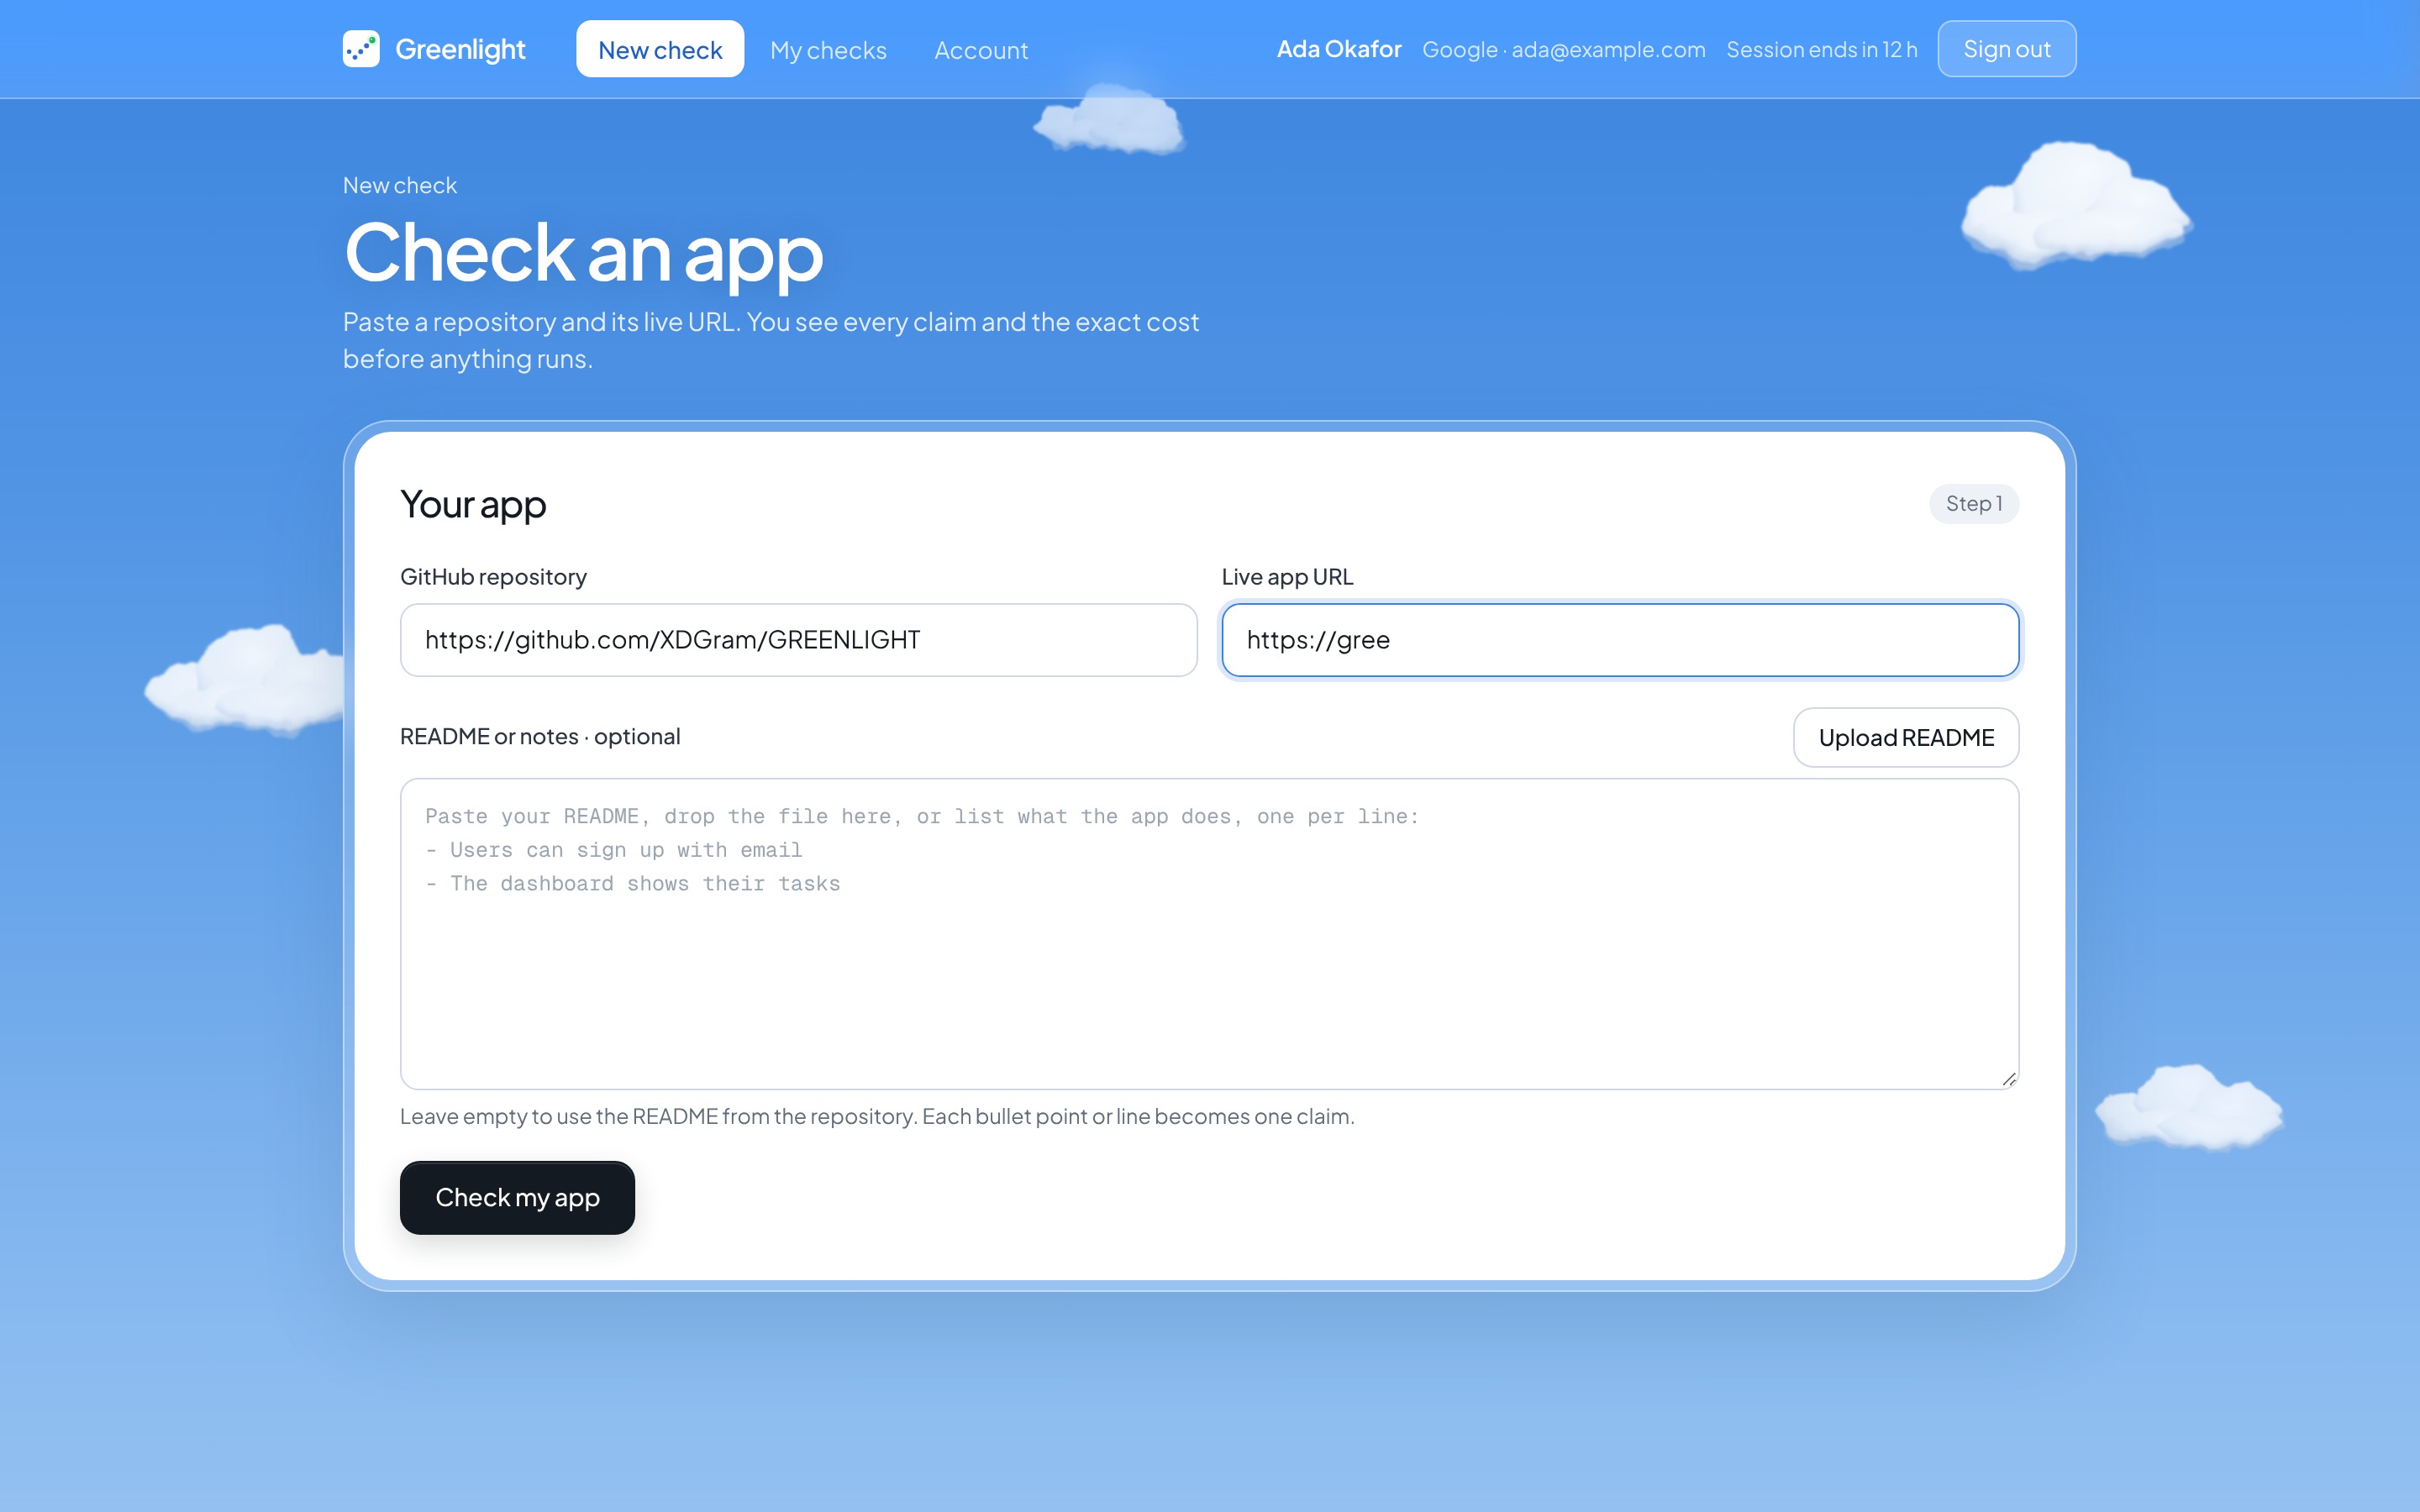 Greenlight
New check
My checks
Account
Ada Okafor
Google · ada@example.com
Session ends in 12 h
Sign out
New check
Check an app
Paste a repository and its live URL. You see every claim and the exact cost
before anything runs.
Your app
Step 1
GitHub repository
Live app URL
https://github.com/XDGram/GREENLIGHT
https://gree
README or notes · optional
Upload README
Paste your README, drop the file here, or list what the app does, one per line:
- Users can sign up with email
- The dashboard shows their tasks
Leave empty to use the README from the repository. Each bullet point or line becomes one claim.
Check my app